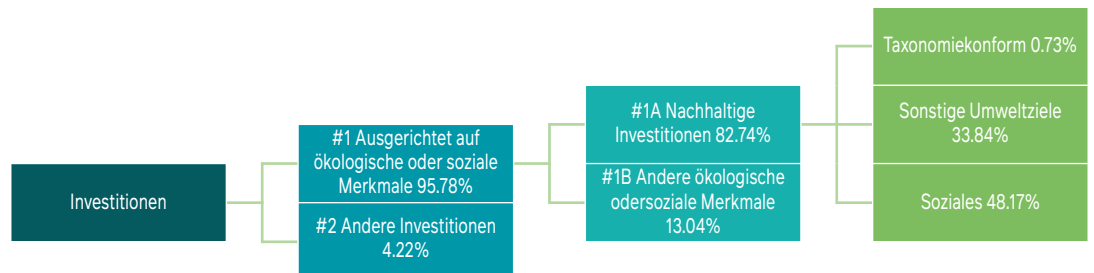 Investitionen
#1 Ausgerichtet auf
ökologische oder soziale
Merkmale 95.78%
#2 Andere Investitionen
4.22%
#1A Nachhaltige
Investitionen 82.74%
#1B Andere ökologische
odersoziale Merkmale
13.04%
Taxonomiekonform 0.73%
Sonstige Umweltziele
33.84%
Soziales 48.17%